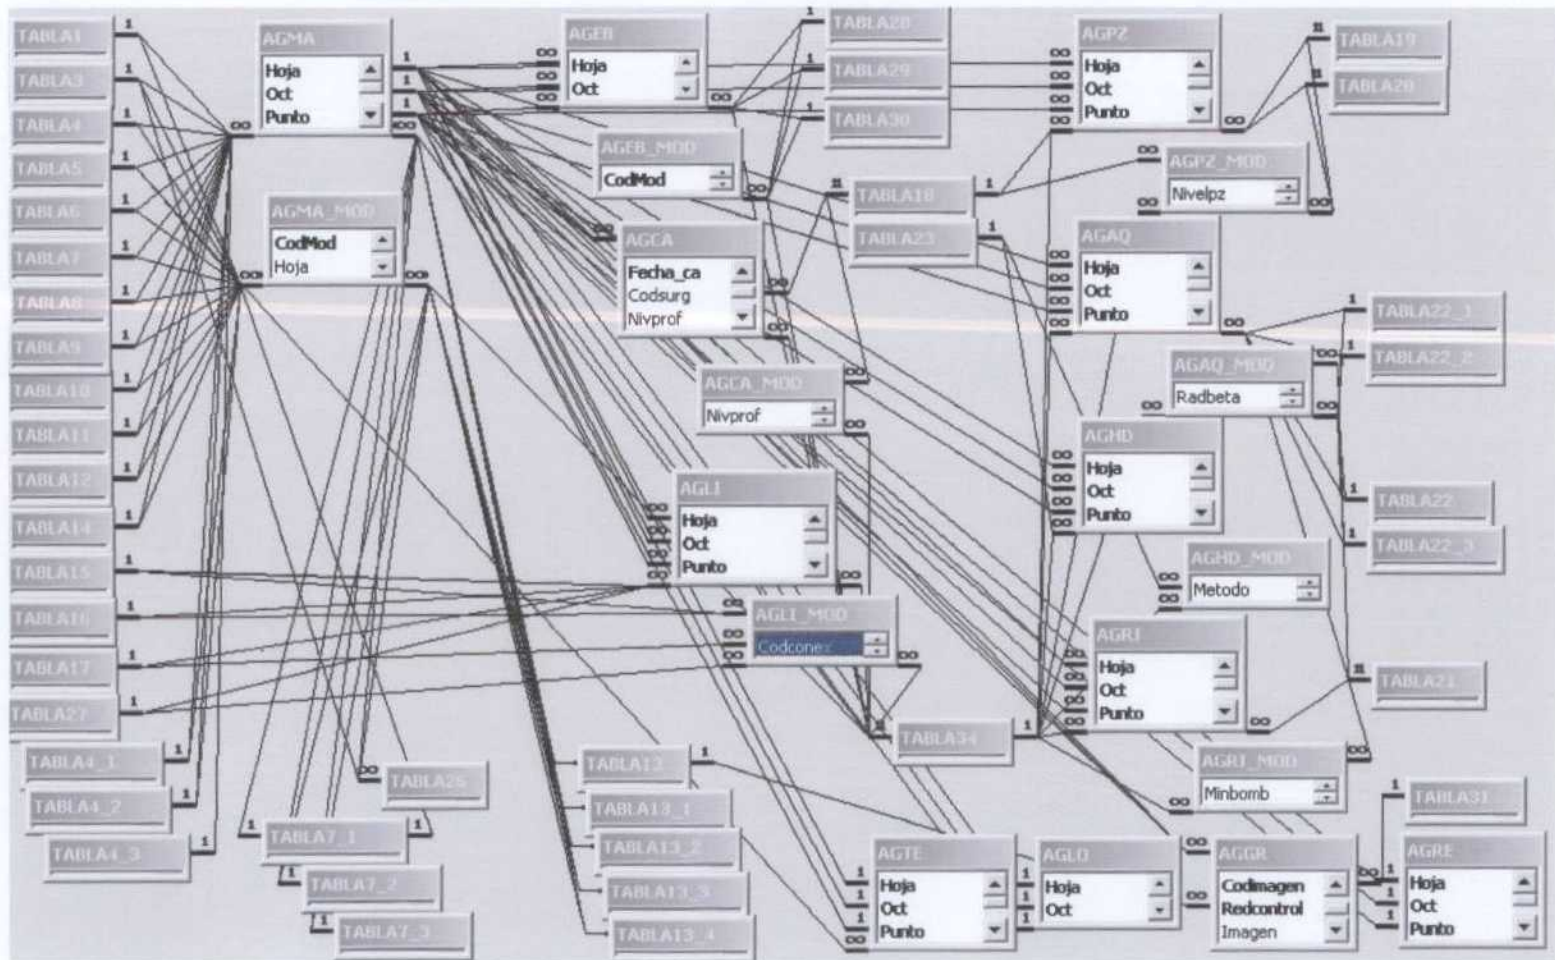 TABLA1
TABLA3
TABLA4
TABLA5
TABLA6
TABLA7
TABLA8
TABLA9
TABLA10
TABLA11
TABLA12
TABLA14
TABLA15
TABLA16
TABLA17
TABLA27
TABLA4_1
TABLA4_2
TABLA4_3
AGMA
Hoja
Oct
Punto
AGMA_MOD
CodMod
Hoja
TABLA26
TABLA7_1
TABLA7_2
TABLA7_3
AGEB
Hoja
Oct
AGEB_MOD
CodMod
AGCA
Fecha_ca
Codsurg
Nivprof
AGCA_MOD
Nivprof
AGLI
Hoja
Oct
Punto
AGLI_MOD
Codconex
TABLA13
TABLA13_1
TABLA13_2
TABLA13_3
TABLA13_4
TABLA28
TABLA29
TABLA30
TABLA18
TABLA23
TABLA34
AGTE
Hoja
Oct
Punto
AGLO
Hoja
Oct
AGPZ
Hoja
Oct
Punto
AGPZ_MOD
Nivelpz
AGAQ
Hoja
Oct
Punto
AGAQ_MOD
Radbeta
AGHD
Hoja
Oct
Punto
AGHD_MOD
Metodo
AGRI
Hoja
Oct
Punto
AGRI_MOD
Minbomb
AGGR
Codimagen
Redcontrol
Imagen
TABLA19
TABLA20
TABLA22_1
TABLA22_2
TABLA22
TABLA22_3
TABLA21
TABLA31
AGRE
Hoja
Oct
Punto